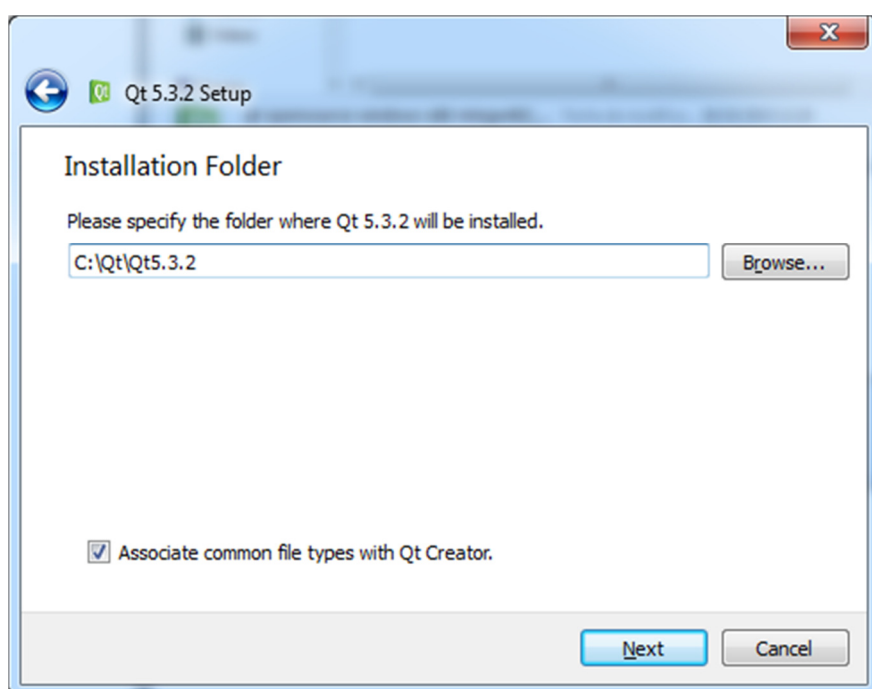 Qt 5.3.2 Setup
Installation Folder
Please specify the folder where Qt 5.3.2 will be installed.
C:\Qt\Qt5.3.2
Browse...
Associate common file types with Qt Creator.
Next
Cancel